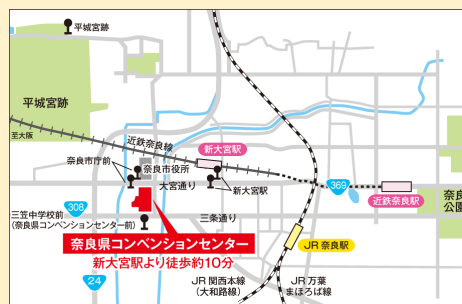 平城宮跡
平城宮跡
至大阪
近鉄奈良線
新大宮駅
奈良市庁前
奈良市役所
大宮通り
新大宮駅
369
近鉄奈良駅
奈良
公園
308
三笠中学校前
(奈良県コンベンションセンター前)
三条通り
奈良県コンベンションセンター
新大宮駅より徒歩約10分
JR 奈良駅
24
JR 関西本線
(大和路線)
JR 万葉
まほろば線